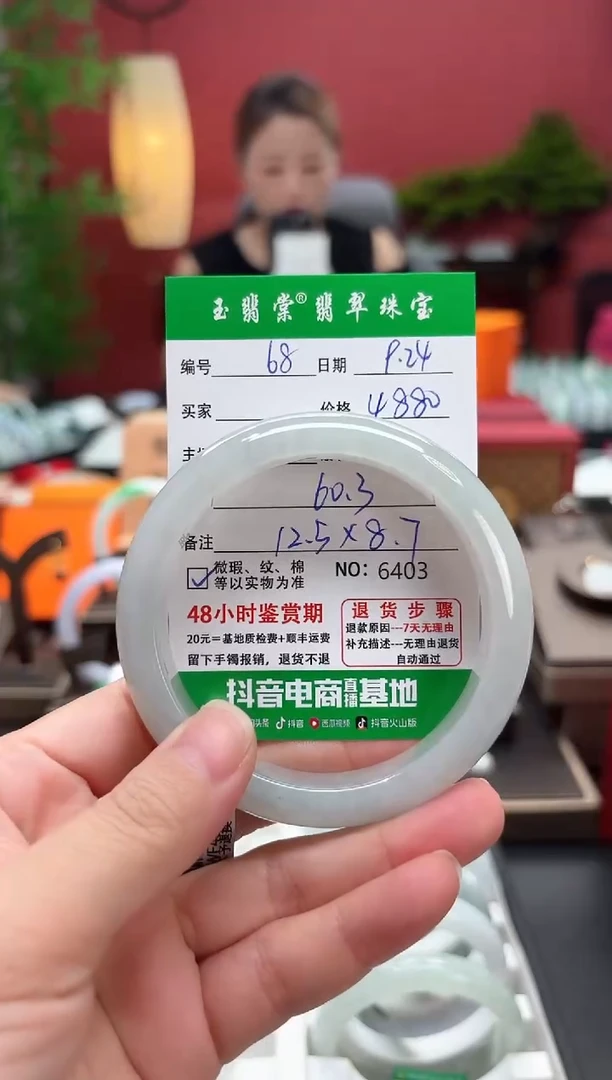 玉翡棠®翡翠珠宝
编号 68 日期 9.24
买家 价格 4880
60.3
备注 12.5×8.7
微瑕、纹、棉
等以实物为准
NO: 6403
48小时鉴赏期
20元=基地质检费+顺丰运费
留下手镯报销，退货不退
退货步骤
退款原因---7天无理由
补充描述---无理由退货
自动通过
抖音电商直播基地
头条 抖音 西瓜视频 抖音火山版